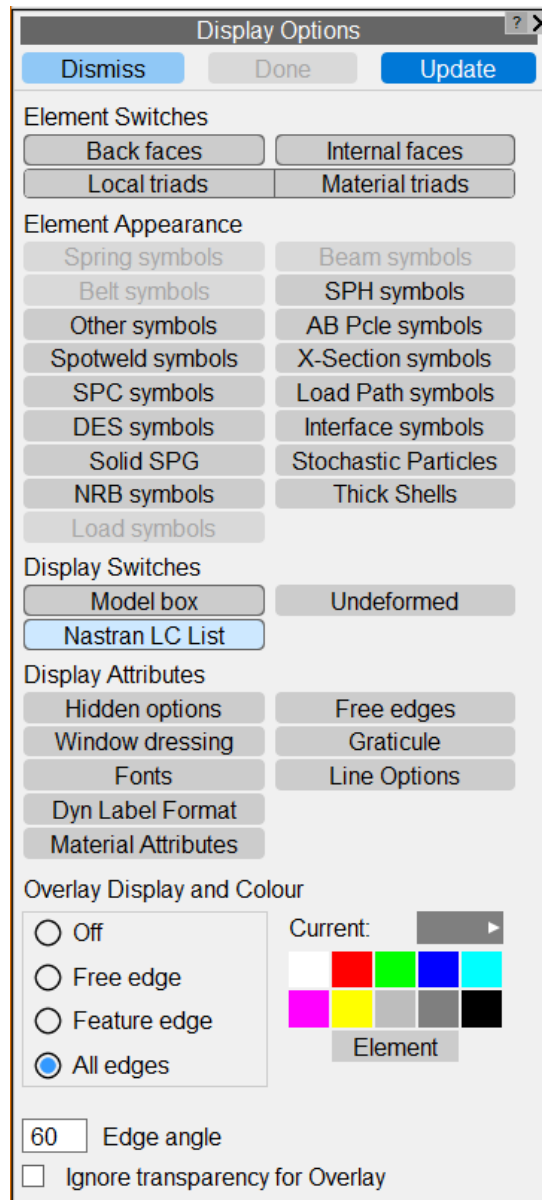 Display Options ?
Dismiss Done Update
Element Switches
Back faces Internal faces
Local triads Material triads
Element Appearance
Spring symbols Beam symbols
Belt symbols SPH symbols
Other symbols AB Pcle symbols
Spotweld symbols X-Section symbols
SPC symbols Load Path symbols
DES symbols Interface symbols
Solid SPG Stochastic Particles
NRB symbols Thick Shells
Load symbols
Display Switches
Model box Undeformed
Nastran LC List
Display Attributes
Hidden options Free edges
Window dressing Graticule
Fonts Line Options
Dyn Label Format
Material Attributes
Overlay Display and Colour
Off Current:
Free edge
Feature edge
All edges Element
60 Edge angle
Ignore transparency for Overlay